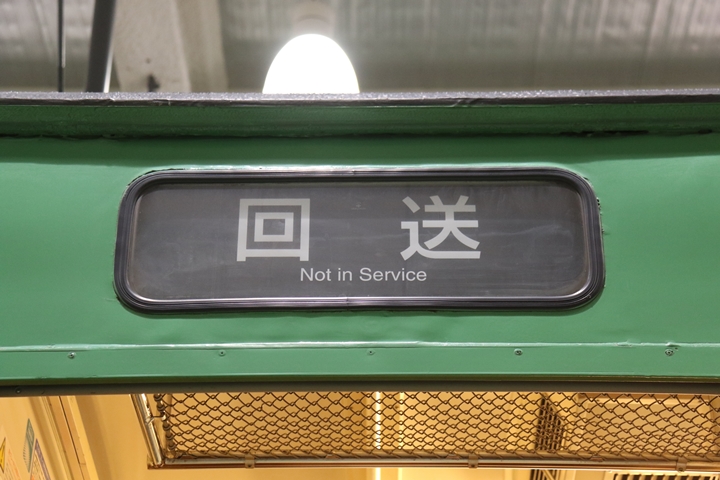 回送
Not in Service